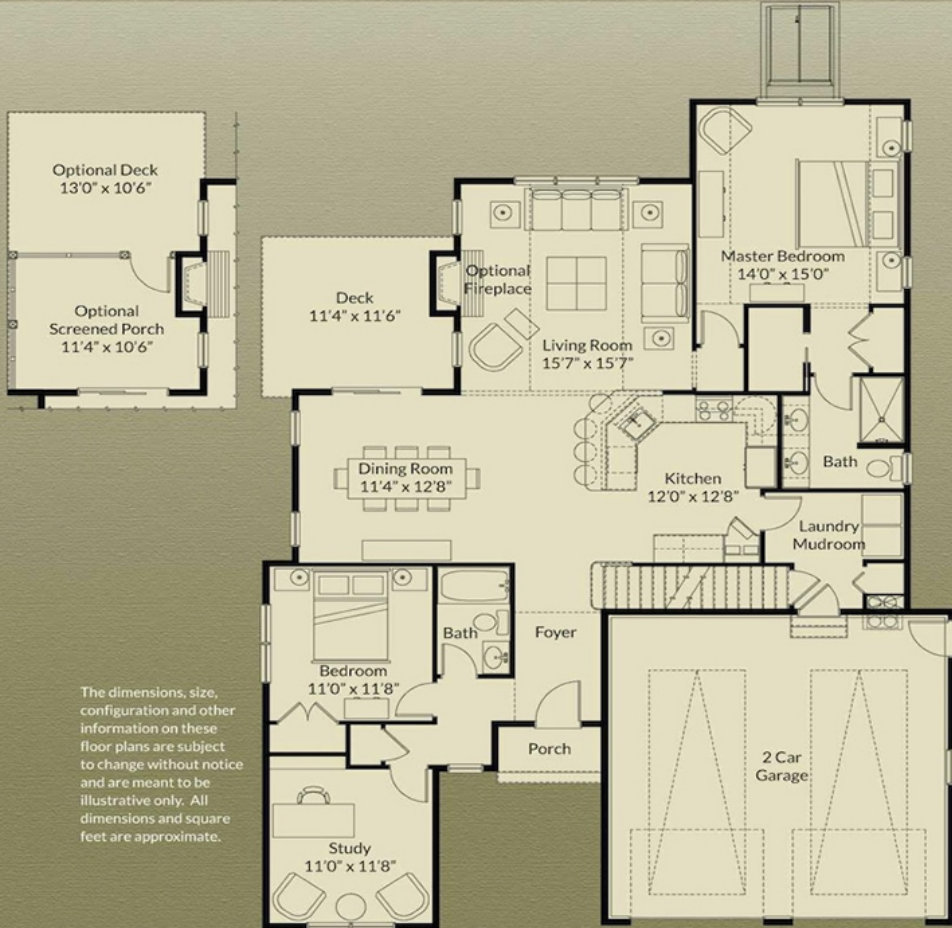 Optional Deck
13'0" x 10'6"
Optional
Screened Porch
11'4" x 10'6"
Deck
11'4" x 11'6"
Optional
Fireplace
Living Room
15'7" x 15'7"
Master Bedroom
14'0" x 15'0"
Dining Room
11'4" x 12'8"
Kitchen
12'0" x 12'8"
Bath
Laundry
Mudroom
Bedroom
11'0" x 11'8"
Bath
Foyer
Porch
2 Car
Garage
Study
11'0" x 11'8"
The dimensions, size,
configuration and other
information on these
floor plans are subject
to change without notice
and are meant to be
illustrative only. All
dimensions and square
feet are approximate.